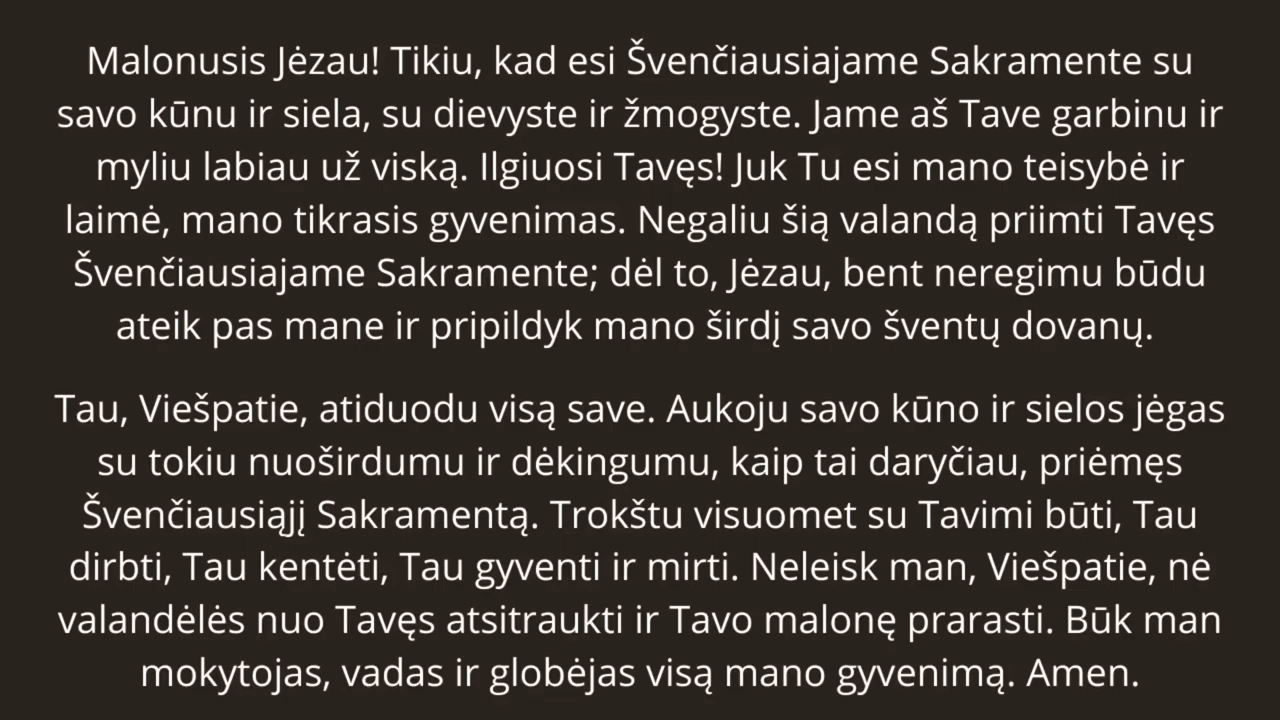 Malonusis Jėzau! Tikiu, kad esi Švenčiausiajame Sakramente su
savo kūnu ir siela, su dievyste ir žmogyste. Jame aš Tave garbinu ir
myliu labiau už viską. Ilgiuosi Tavęs! Juk Tu esi mano teisybė ir
laimė, mano tikrasis gyvenimas. Negaliu šią valandą priimti Tavęs
Švenčiausiajame Sakramente; dėl to, Jėzau, bent neregimu būdu
ateik pas mane ir pripildyk mano širdį savo šventų dovanų.
Tau, Viešpatie, atiduodu visą save. Aukoju savo kūno ir sielos jėgas
su tokiu nuoširdumu ir dėkingumu, kaip tai daryčiau, priėmęs
Švenčiausiąjį Sakramentą. Trokštu visuomet su Tavimi būti, Tau
dirbti, Tau kentėti, Tau gyventi ir mirti. Neleisk man, Viešpatie, nė
valandėlės nuo Tavęs atsitraukti ir Tavo malonę prarasti. Būk man
mokytojas, vadas ir globėjas visą mano gyvenimą. Amen.